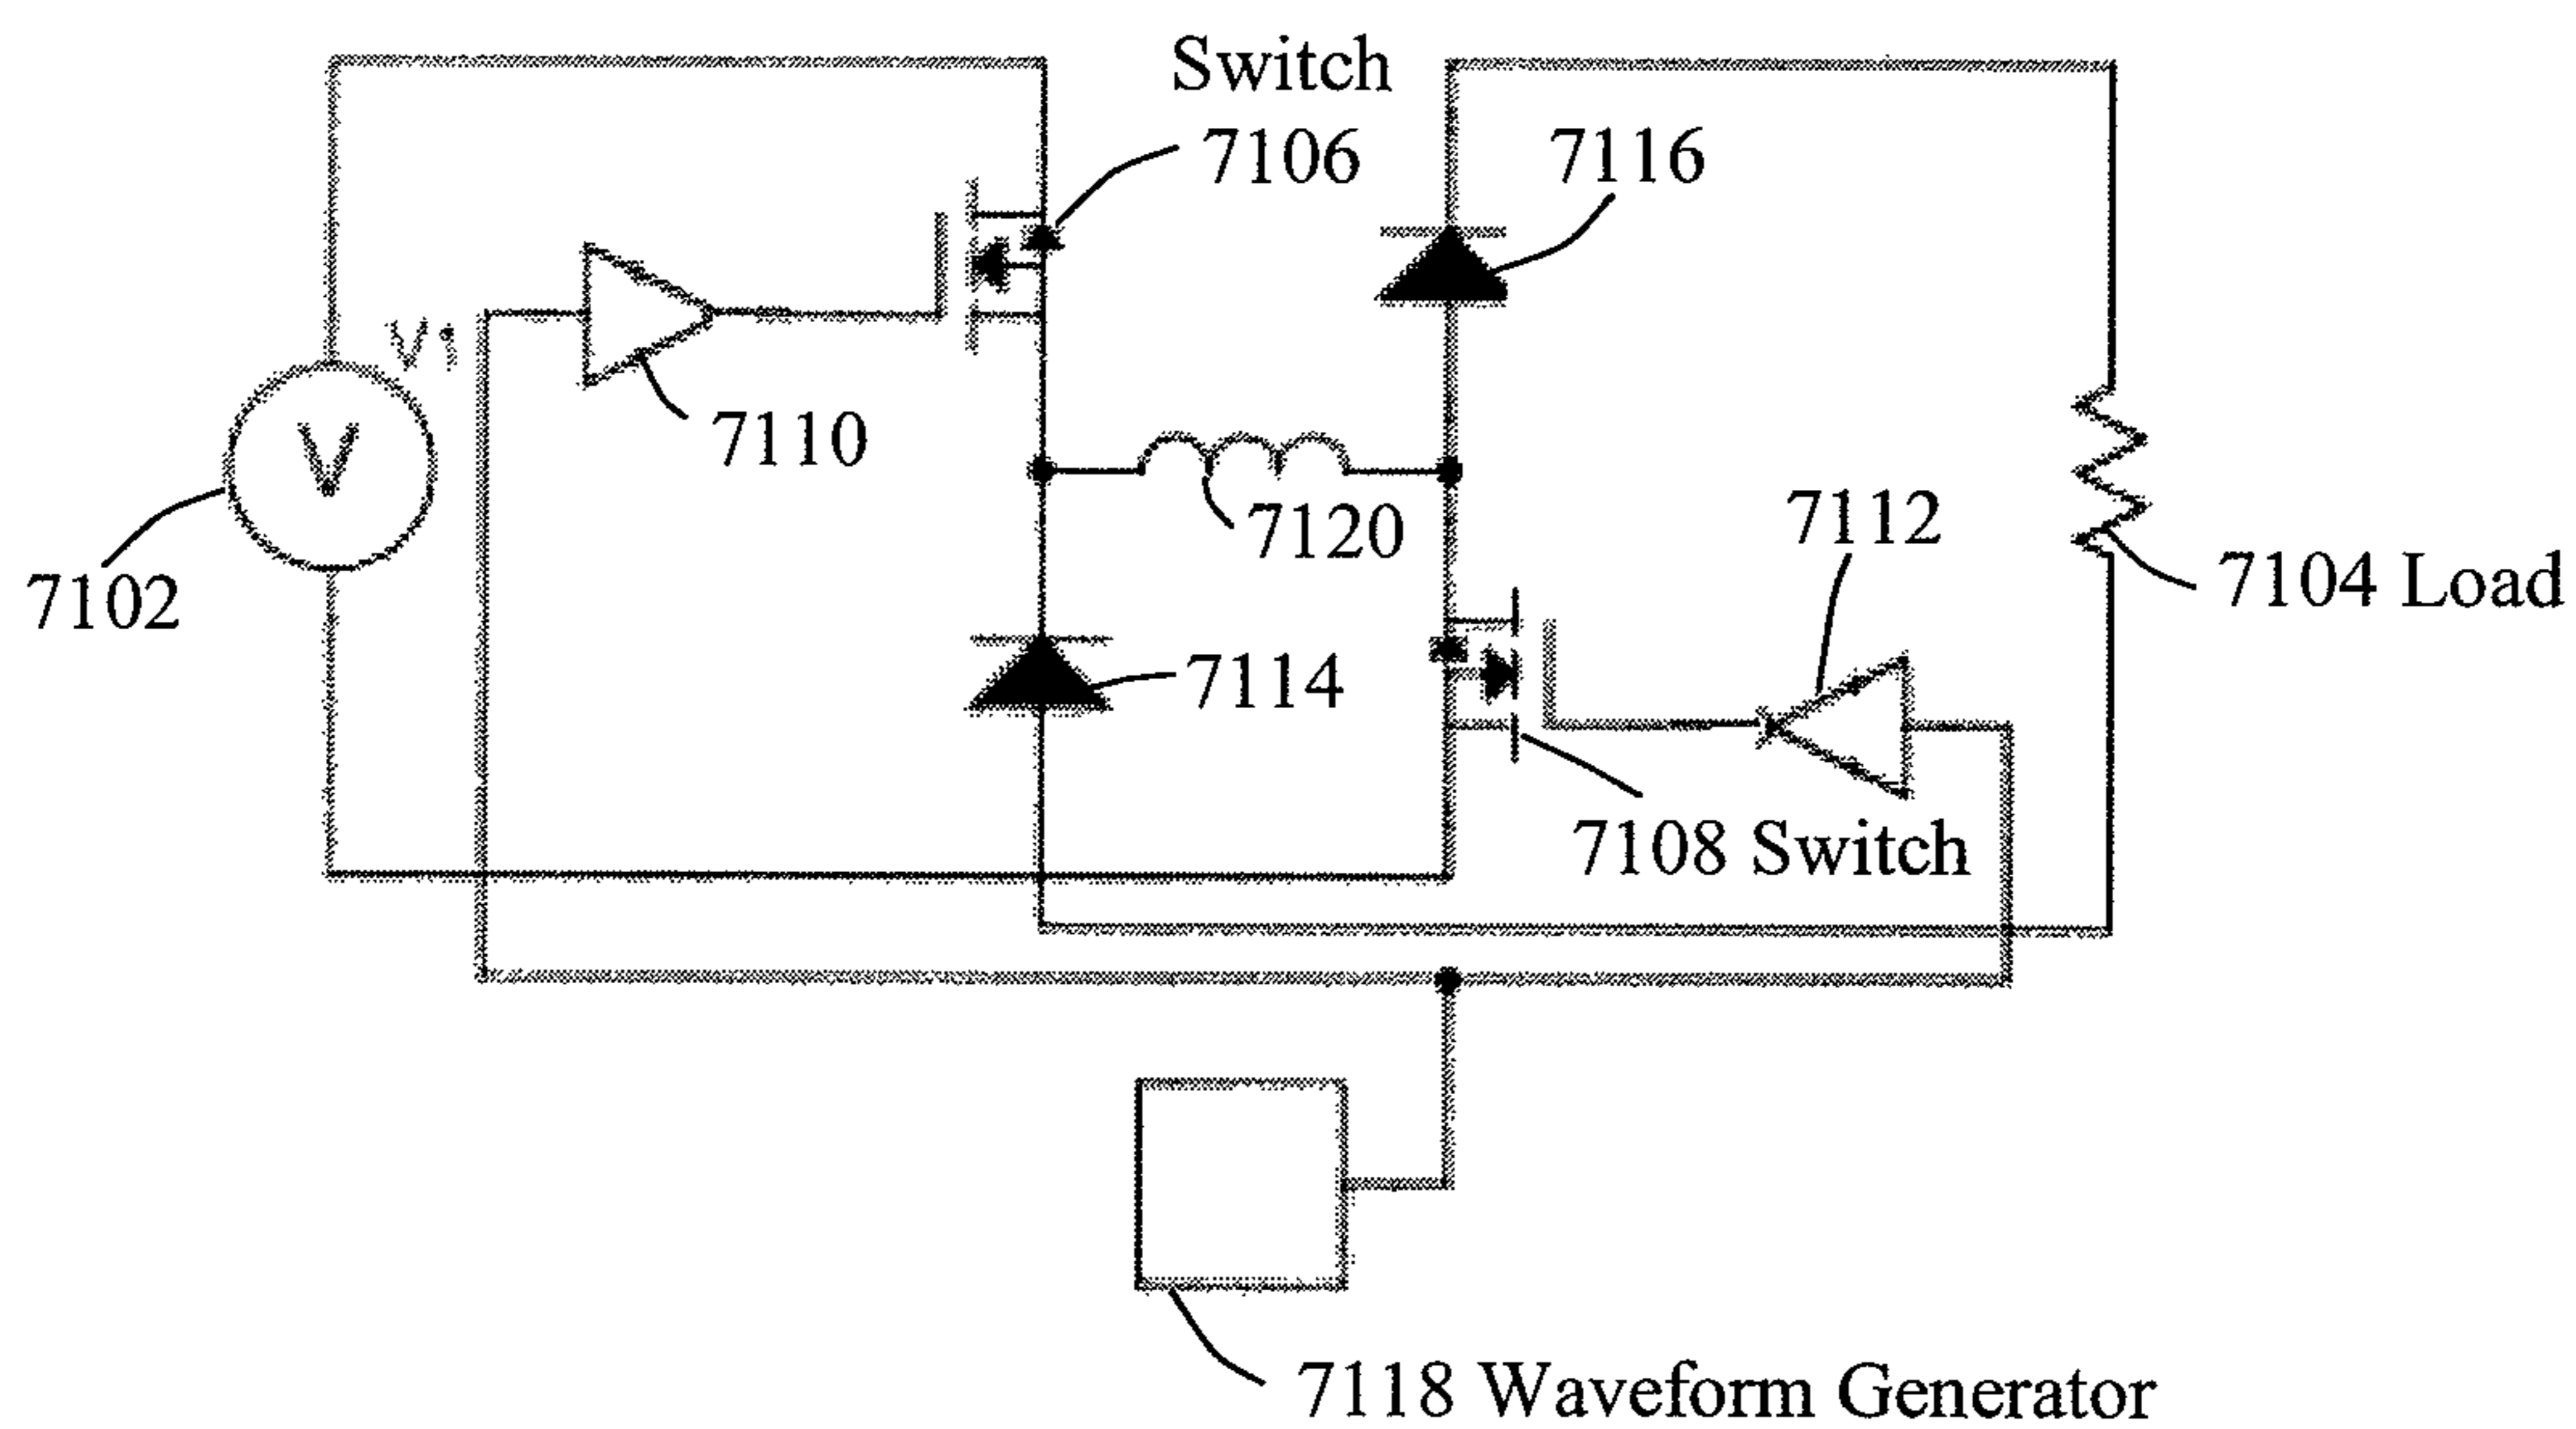 Switch
7106
7116
V1
V
7110
7102
7120
7112
7104 Load
7114
7108 Switch
7118 Waveform Generator